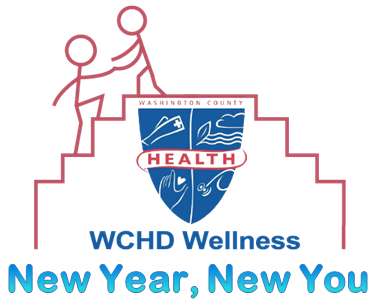 WASHINGTON COUNTY
HEALTH
WCHD Wellness
New Year, New You